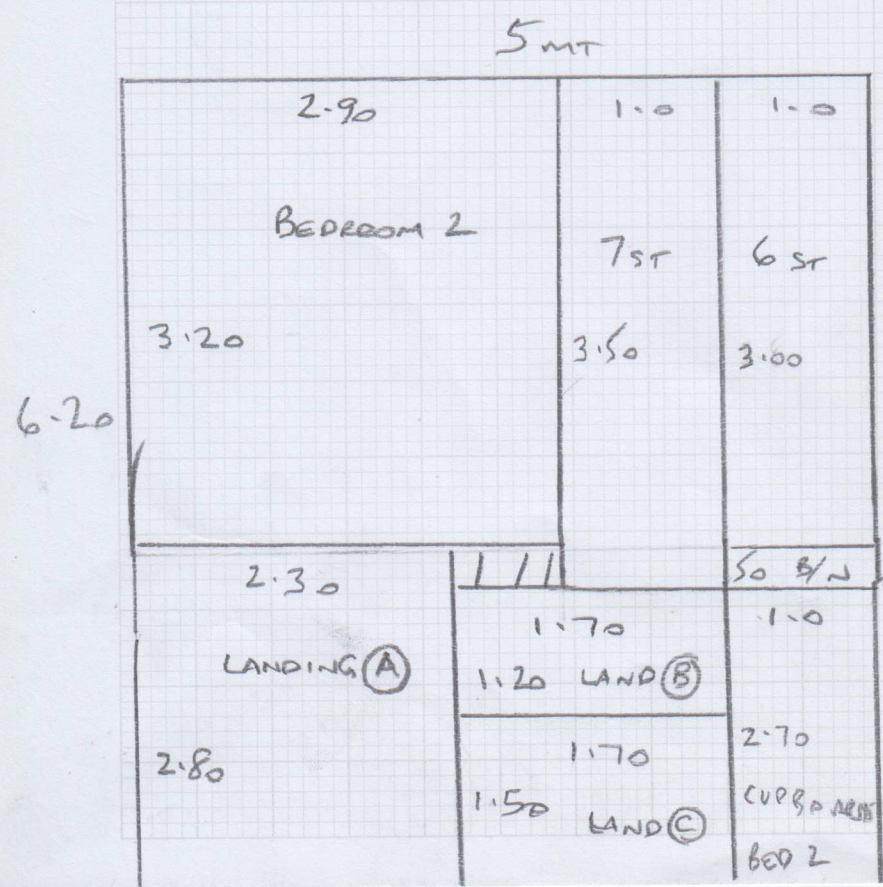 5 MT
2.90
1.0
1.0
BEDROOM 2
7 ST
6 ST
3.20
3.50
3.00
6.20
2.30
50 B/N
1.70
1.0
LANDING A
1.20 LAND B
2.80
1.70
2.70
1.50
LAND C
CUPBOARD
BED 2